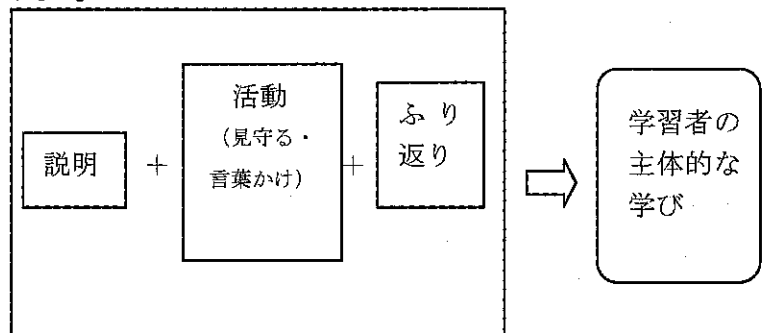 説明
+
活動
(見守る・
言葉かけ)
+
ふり
返り
学習者の
主体的な
学び